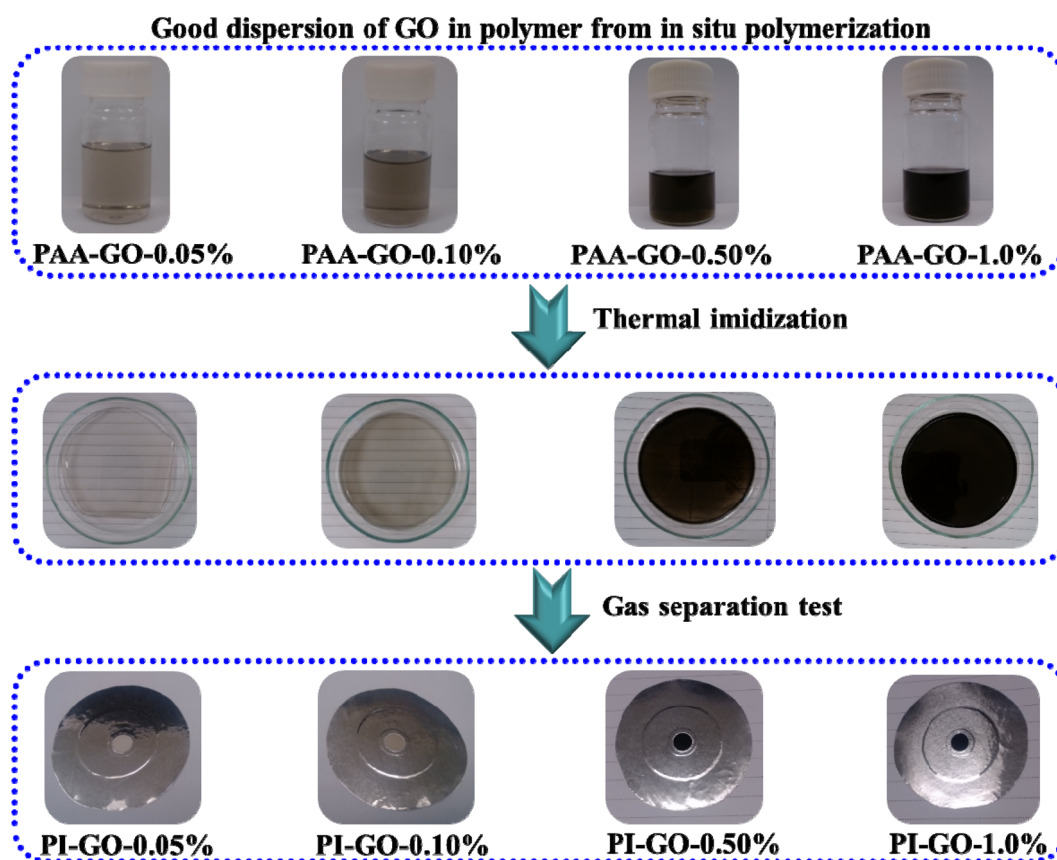 Good dispersion of GO in polymer from in situ polymerization
PAA-GO-0.05% PAA-GO-0.10% PAA-GO-0.50% PAA-GO-1.0%
Thermal imidization
Gas separation test
PI-GO-0.05% PI-GO-0.10% PI-GO-0.50% PI-GO-1.0%